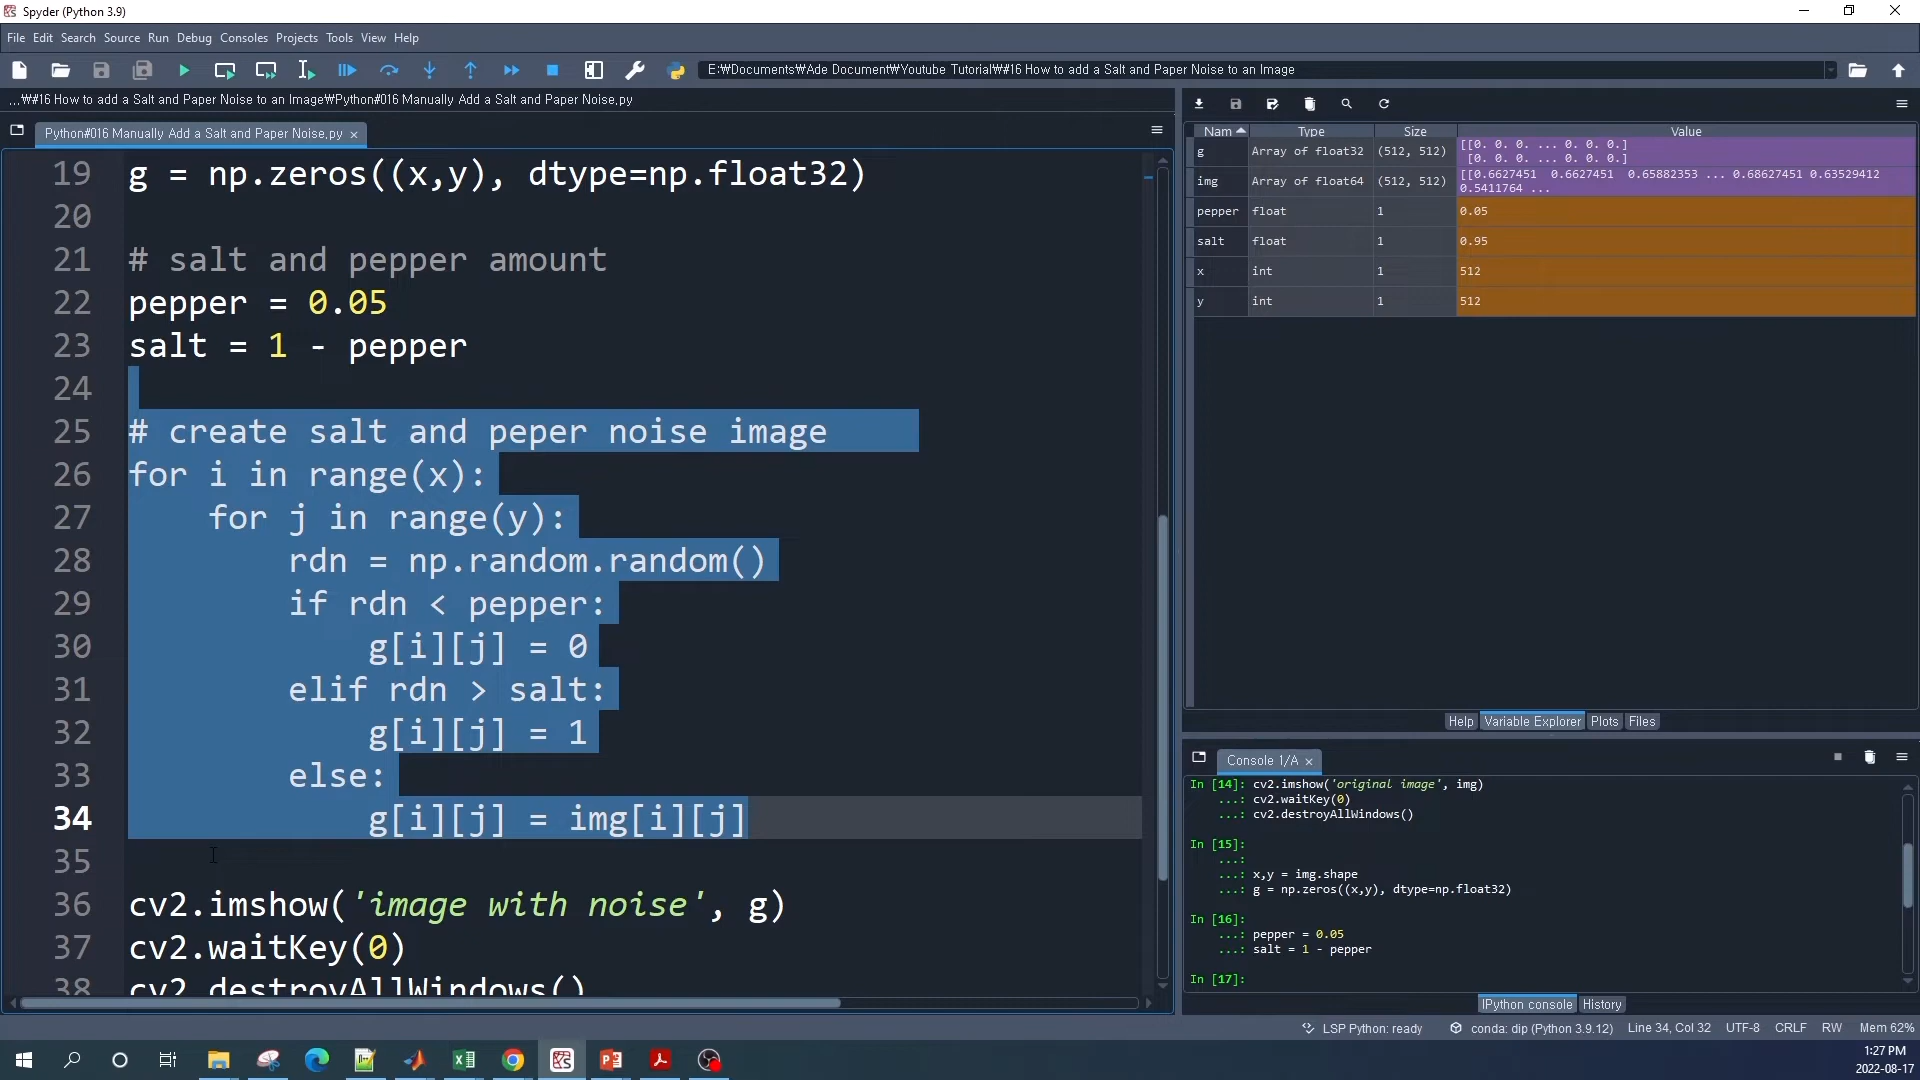 Spyder (Python 3.9)
File Edit Search Source Run Debug Consoles Projects Tools View Help
E:₩Documents₩Ade Document₩Youtube Tutorial₩#16 How to add a Salt and Paper Noise to an Image
...₩#16 How to add a Salt and Paper Noise to an Image₩Python#016 Manually Add a Salt and Paper Noise.py
Python#016 Manually Add a Salt and Paper Noise.py
19 g = np.zeros((x,y), dtype=np.float32)
20
21 # salt and pepper amount
22 pepper = 0.05
23 salt = 1 - pepper
24
25 # create salt and peper noise image
26 for i in range(x):
27 for j in range(y):
28 rdn = np.random.random()
29 if rdn < pepper:
30 g[i][j] = 0
31 elif rdn > salt:
32 g[i][j] = 1
33 else:
34 g[i][j] = img[i][j]
35
36 cv2.imshow('image with noise', g)
37 cv2.waitKey(0)
38 cv2.destroyAllWindows()
Nam Type Size Value
g Array of float32 (512, 512) [[0. 0. 0. ... 0. 0. 0.]
[0. 0. 0. ... 0. 0. 0.]
img Array of float64 (512, 512) [[0.6627451 0.6627451 0.65882353 ... 0.68627451 0.63529412
0.5411764 ...
pepper float 1 0.05
salt float 1 0.95
x int 1 512
y int 1 512
Help Variable Explorer Plots Files
Console 1/A
In [14]: cv2.imshow('original image', img)
...: cv2.waitKey(0)
...: cv2.destroyAllWindows()
In [15]:
...:
...: x,y = img.shape
...: g = np.zeros((x,y), dtype=np.float32)
In [16]:
...: pepper = 0.05
...: salt = 1 - pepper
In [17]:
IPython console History
LSP Python: ready conda: dip (Python 3.9.12) Line 34, Col 32 UTF-8 CRLF RW Mem 62%
1:27 PM
2022-08-17